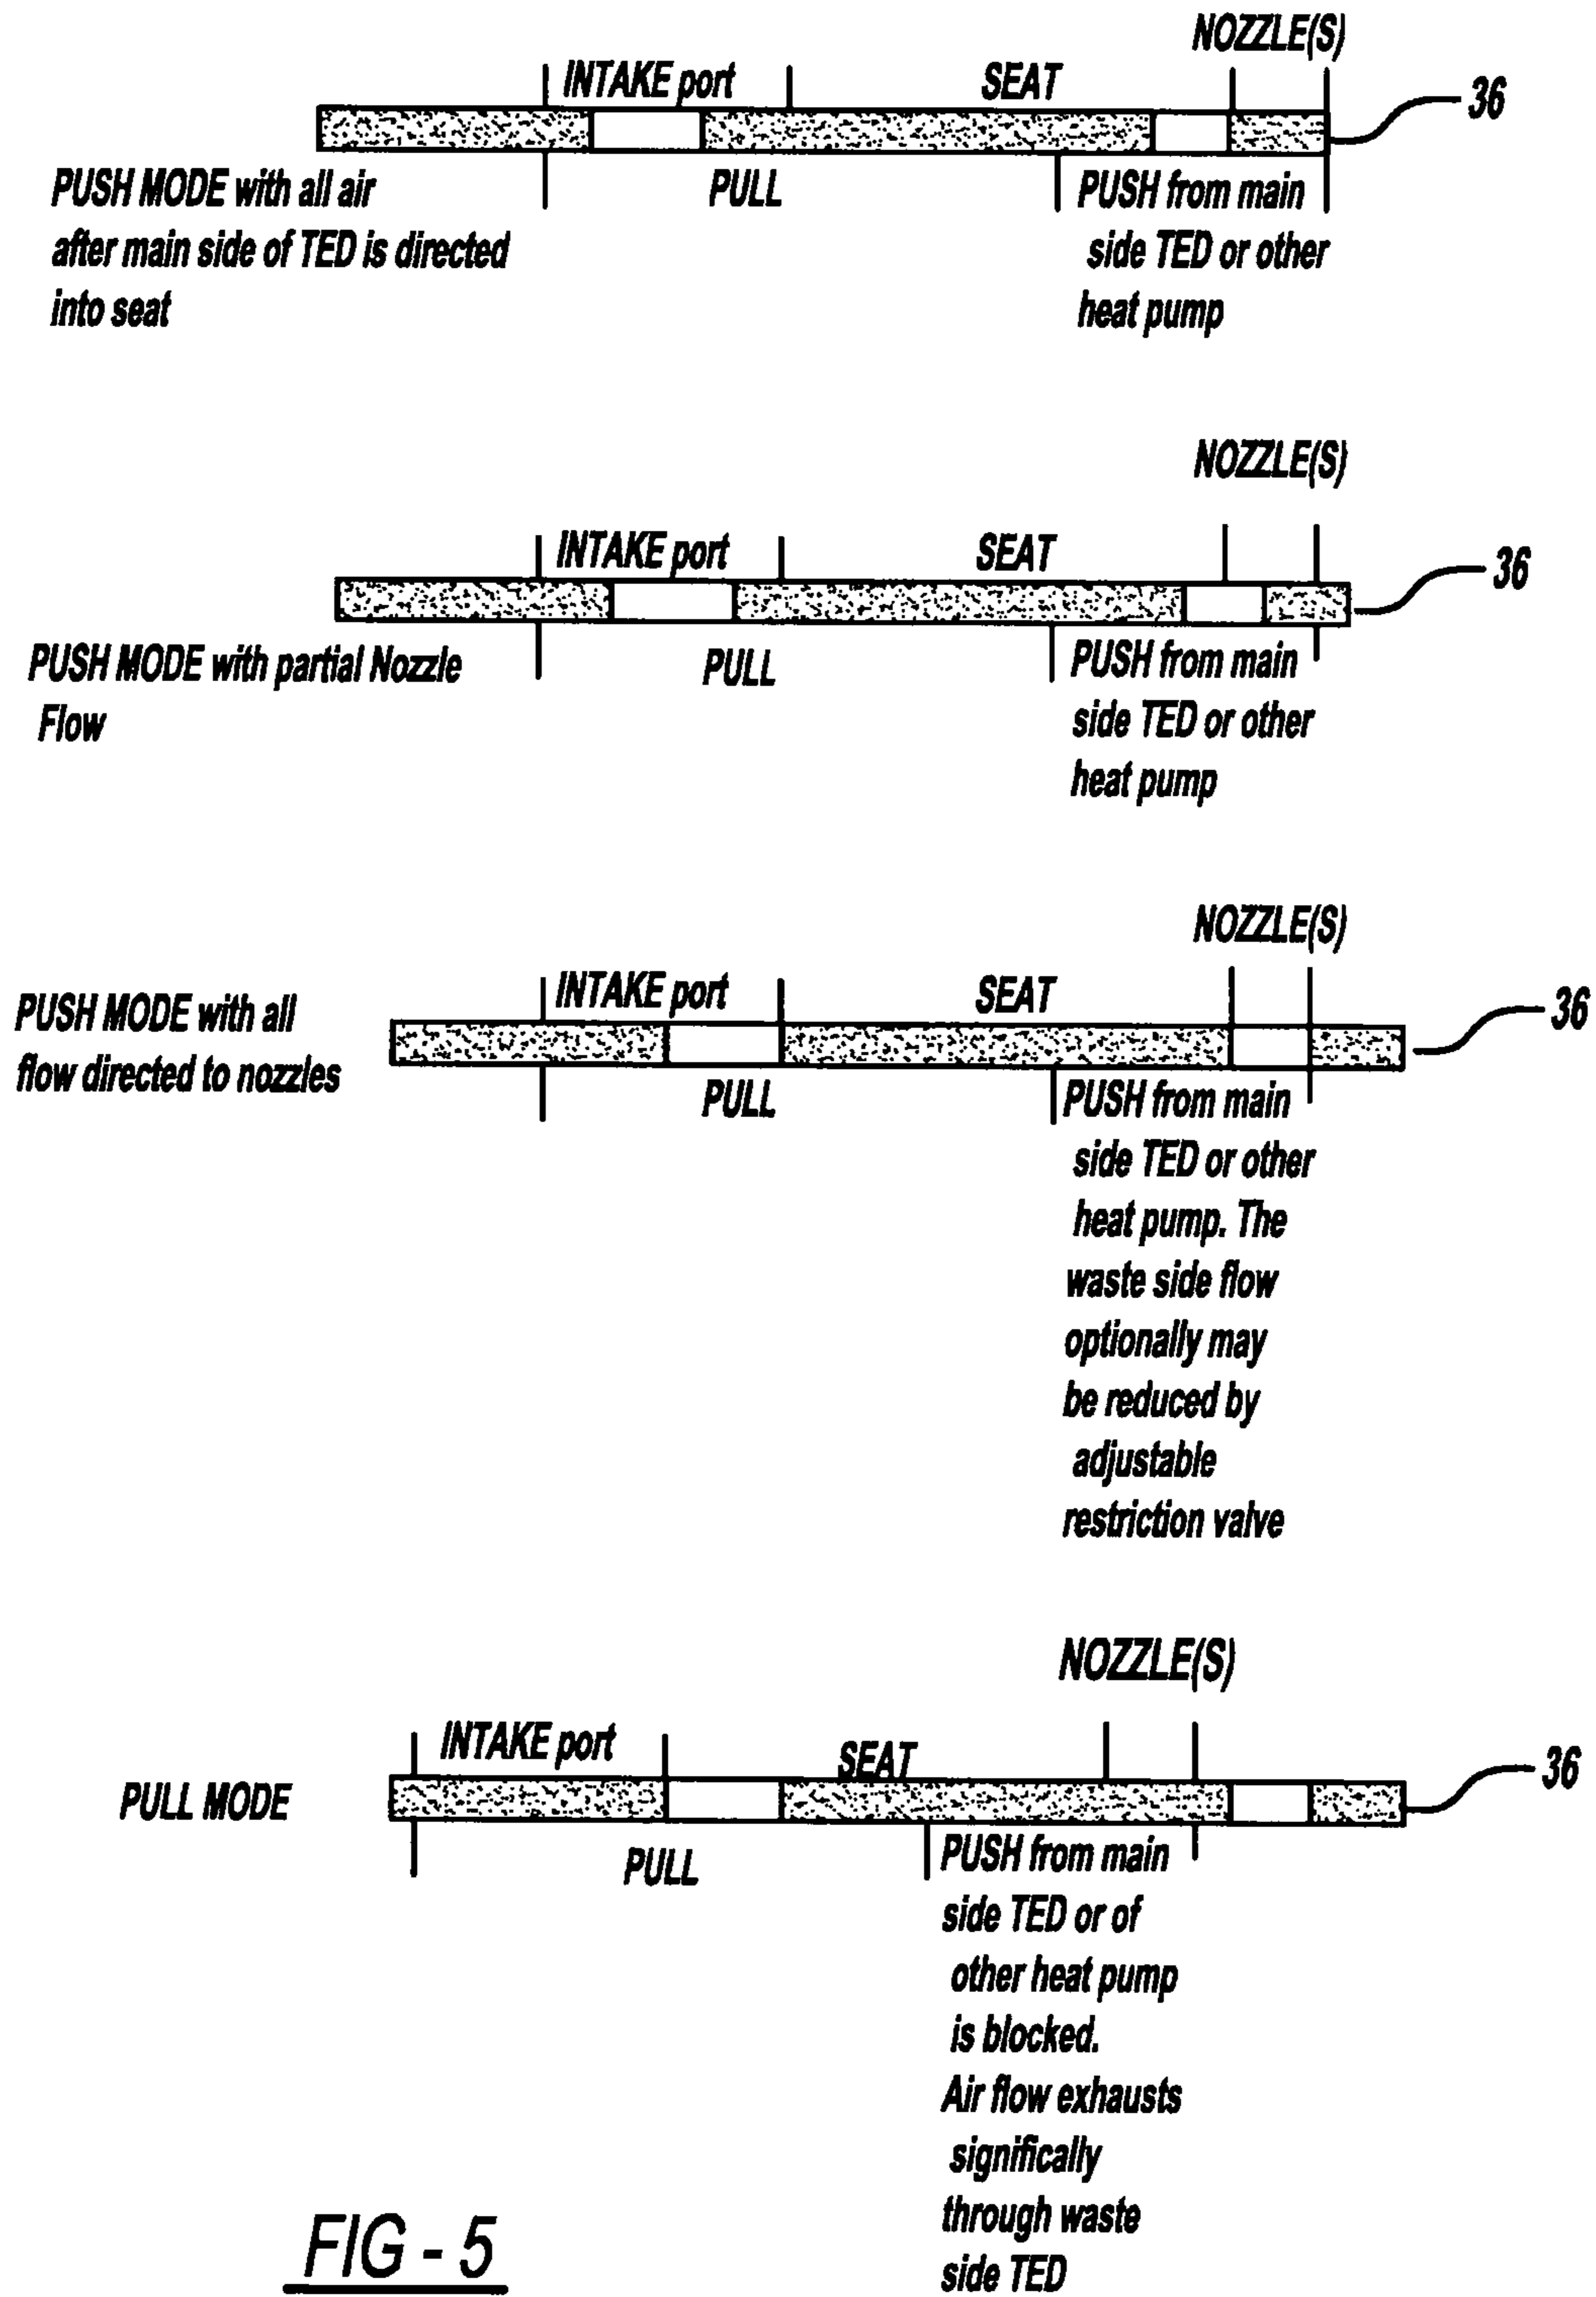 NOZZLE(S)
INTAKE port
SEAT
36
PUSH MODE with all air
after main side of TED is directed
into seat
PULL
PUSH from main
side TED or other
heat pump
NOZZLE(S)
INTAKE port
SEAT
36
PUSH MODE with partial Nozzle
Flow
PULL
PUSH from main
side TED or other
heat pump
NOZZLE(S)
INTAKE port
SEAT
36
PUSH MODE with all
flow directed to nozzles
PULL
PUSH from main
side TED or other
heat pump. The
waste side flow
optionally may
be reduced by
adjustable
restriction valve
NOZZLE(S)
INTAKE port
SEAT
36
PULL MODE
PULL
PUSH from main
side TED or of
other heat pump
is blocked.
Air flow exhausts
significally
through waste
side TED
FIG - 5